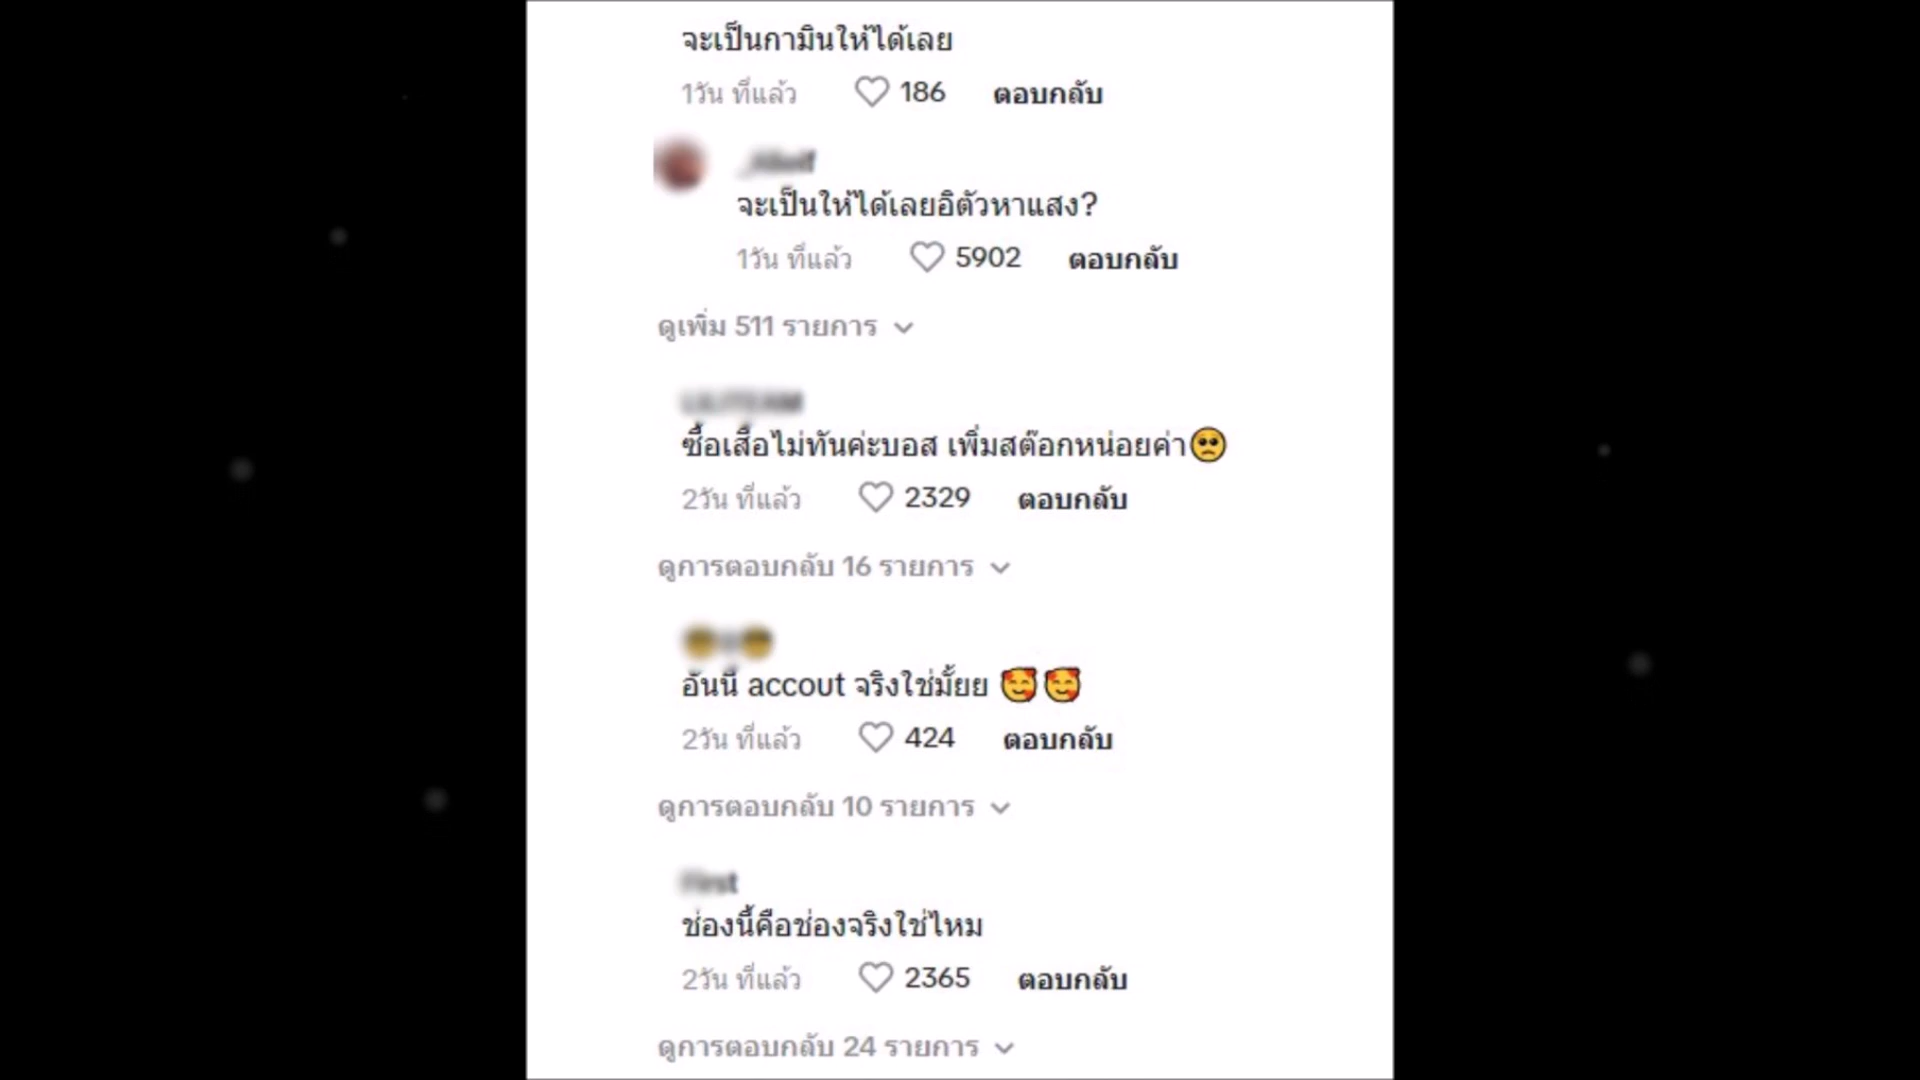 จะเป็นกามินให้ได้เลย
1วัน ที่แล้ว 186 ตอบกลับ
จะเป็นให้ได้เลยอิตัวหาแสง?
1วัน ที่แล้ว 5902 ตอบกลับ
ดูเพิ่ม 511 รายการ
ซื้อเสื้อไม่ทันค่ะบอส เพิ่มสต๊อกหน่อยค่า🥺
2วัน ที่แล้ว 2329 ตอบกลับ
ดูการตอบกลับ 16 รายการ
อันนี้ accout จริงใช่มั้ยย 🥰🥰
2วัน ที่แล้ว 424 ตอบกลับ
ดูการตอบกลับ 10 รายการ
ช่องนี้คือช่องจริงใช่ไหม
2วัน ที่แล้ว 2365 ตอบกลับ
ดูการตอบกลับ 24 รายการ